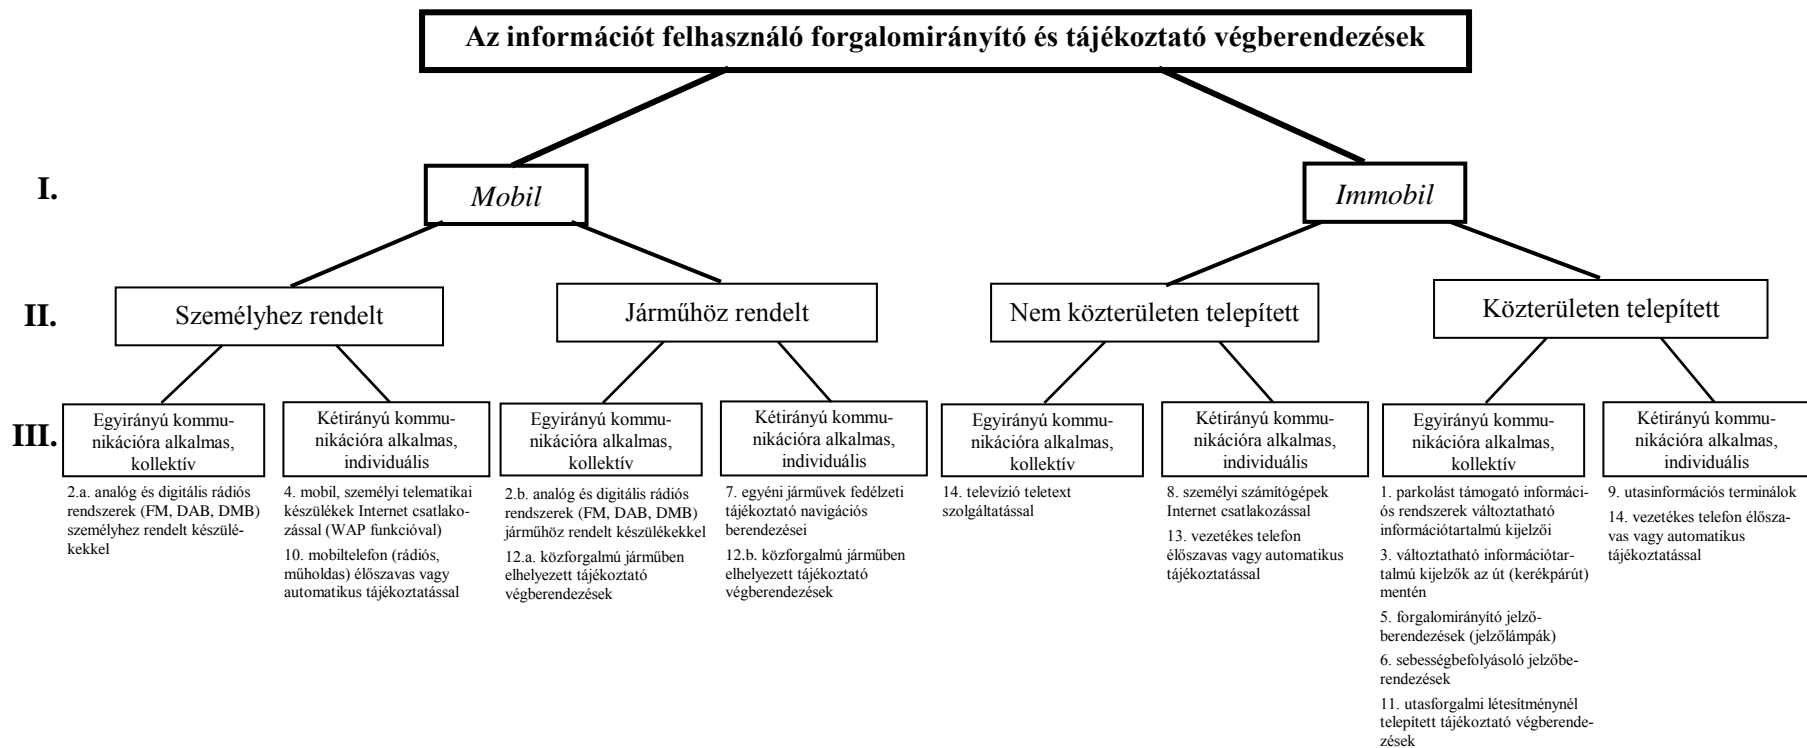 Az információt felhasználó forgalomirányító és tájékoztató végberendezések
I.
Mobil
Immobil
II.
Személyhez rendelt
Járműhöz rendelt
Nem közterületen telepített
Közterületen telepített
III.
Egyirányú kommu-
nikációra alkalmas,
kollektív
Kétirányú kommu-
nikációra alkalmas,
individuális
Egyirányú kommu-
nikációra alkalmas,
kollektív
Kétirányú kommu-
nikációra alkalmas,
individuális
Egyirányú kommu-
nikációra alkalmas,
kollektív
Kétirányú kommu-
nikációra alkalmas,
individuális
Egyirányú kommu-
nikációra alkalmas,
kollektív
Kétirányú kommu-
nikációra alkalmas,
individuális
2.a. analóg és digitális rádiós
rendszerek (FM, DAB, DMB)
személyhez rendelt készülé-
kekkel
4. mobil, személyi telematikai
készülékek Internet csatlako-
zással (WAP funkcióval)
10. mobiltelefon (rádiós,
műholdas) élőszavas vagy
automatikus tájékoztatással
2.b. analóg és digitális rádiós
rendszerek (FM, DAB, DMB)
járműhöz rendelt készülékekkel
12.a. közforgalmú járműben
elhelyezett tájékoztató
végberendezések
7. egyéni járművek fedélzeti
tájékoztató navigációs
berendezései
12.b. közforgalmú járműben
elhelyezett tájékoztató
végberendezések
14. televízió teletext
szolgáltatással
8. személyi számítógépek
Internet csatlakozással
13. vezetékes telefon
élőszavas vagy automatikus
tájékoztatással
1. parkolást támogató informáci-
ós rendszerek változtatható
információtartalmú kijelzői
3. változtatható információtar-
talmú kijelzők az út (kerékpárút)
mentén
5. forgalomirányító jelző-
berendezések (jelzőlámpák)
6. sebességbefolyásoló jelzőbe-
rendezések
11. utasforgalmi létesítménynél
telepített tájékoztató végberende-
zések
9. utasinformációs terminálok
14. vezetékes telefon élősza-
vas vagy automatikus
tájékoztatással